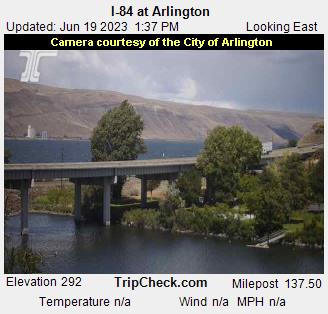 I-84 at Arlington
Updated: Jun 19 2023 1:37 PM Looking East
Camera courtesy of the City of Arlington
Elevation 292 TripCheck.com Milepost 137.50
Temperature n/a Wind n/a MPH n/a